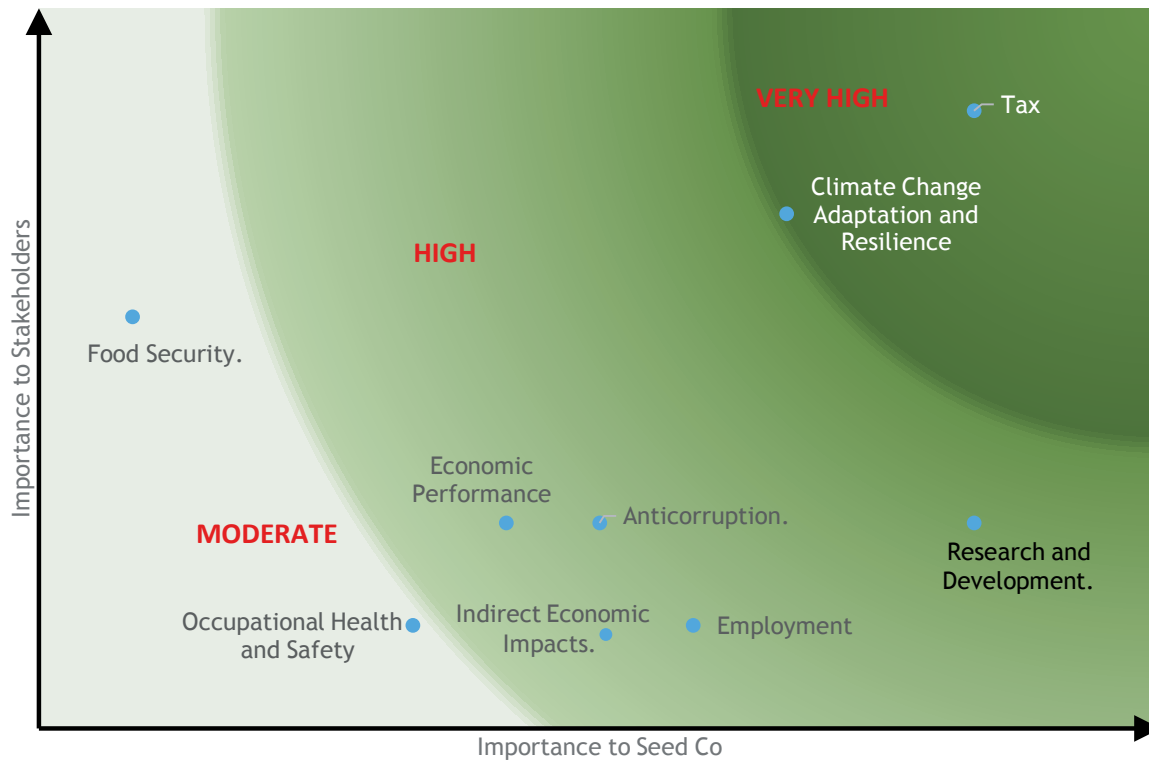 VERY HIGH
Tax
Climate Change
Adaptation and
Resilience
HIGH
Importance to Stakeholders
Food Security.
Economic
Performance
Anticorruption.
MODERATE
Research and
Development.
Occupational Health
and Safety
Indirect Economic
Impacts.
Employment
Importance to Seed Co